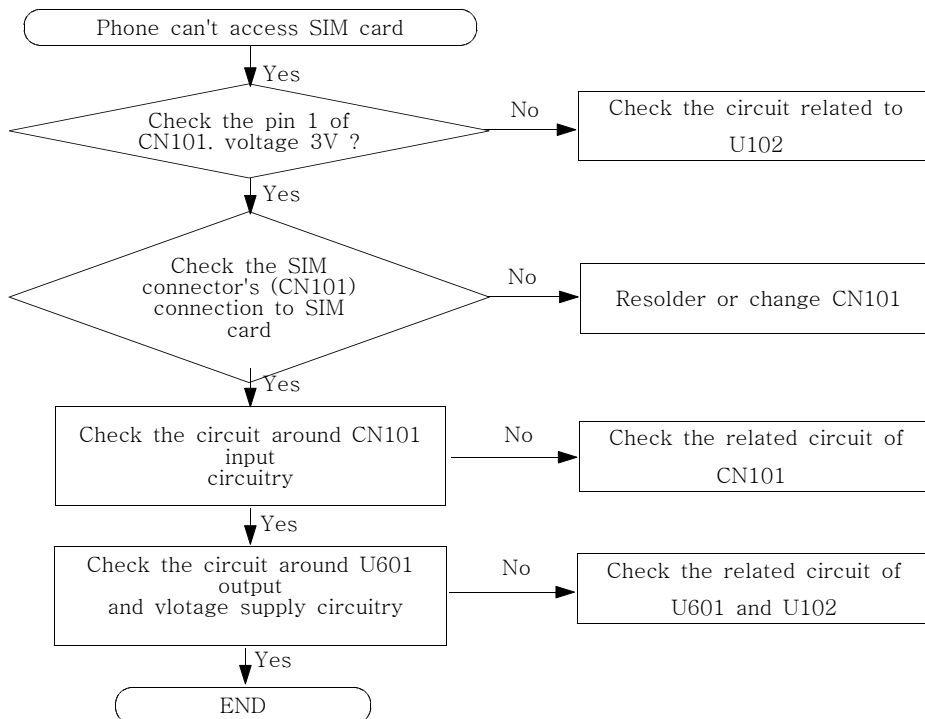 Phone can't access SIM card
Yes
Check the pin 1 of
CN101. voltage 3V ?
No
Check the circuit related to
U102
Yes
Check the SIM
connector's (CN101)
connection to SIM
card
No
Resolder or change CN101
Yes
Check the circuit around CN101
input
circuitry
No
Check the related circuit of
CN101
Yes
Check the circuit around U601
output
and vlotage supply circuitry
No
Check the related circuit of
U601 and U102
Yes
END